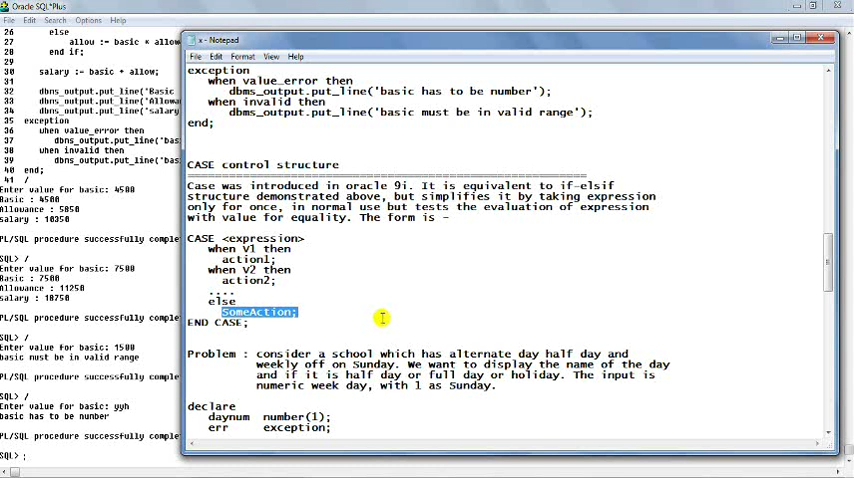 Oracle SQL*Plus
File Edit Search Options Help
26 else
27 allow := basic * allow
28 end if;
29
30 salary := basic + allow;
31
32 dbms_output.put_line('Basic
33 dbms_output.put_line('Allowan
34 dbms_output.put_line('salary
35 exception
36 when value_error then
37 dbms_output.put_line('bas
38 when invalid then
39 dbms_output.put_line('bas
40 end;
41 /
Enter value for basic: 4500
Basic : 4500
Allowance : 5850
salary : 10350
PL/SQL procedure successfully comple
SQL> /
Enter value for basic: 7500
Basic : 7500
Allowance : 11250
salary : 18750
PL/SQL procedure successfully comple
SQL> /
Enter value for basic: 1500
basic must be in valid range
PL/SQL procedure successfully comple
SQL> /
Enter value for basic: yyh
basic has to be number
PL/SQL procedure successfully comple
SQL> ;
x - Notepad
File Edit Format View Help
exception
when value_error then
dbms_output.put_line('basic has to be number');
when invalid then
dbms_output.put_line('basic must be in valid range');
end;
CASE control structure
==========================================================
Case was introduced in oracle 9i. It is equivalent to if-elsif
structure demonstrated above, but simplifies it by taking expression
only for once, in normal use but tests the evaluation of expression
with value for equality. The form is -
CASE <expression>
when V1 then
action1;
when V2 then
action2;
....
else
SomeAction;
END CASE;
Problem : consider a school which has alternate day half day and
weekly off on Sunday. We want to display the name of the day
and if it is half day or full day or holiday. The input is
numeric week day, with 1 as Sunday.
declare
daynum number(1);
err exception;